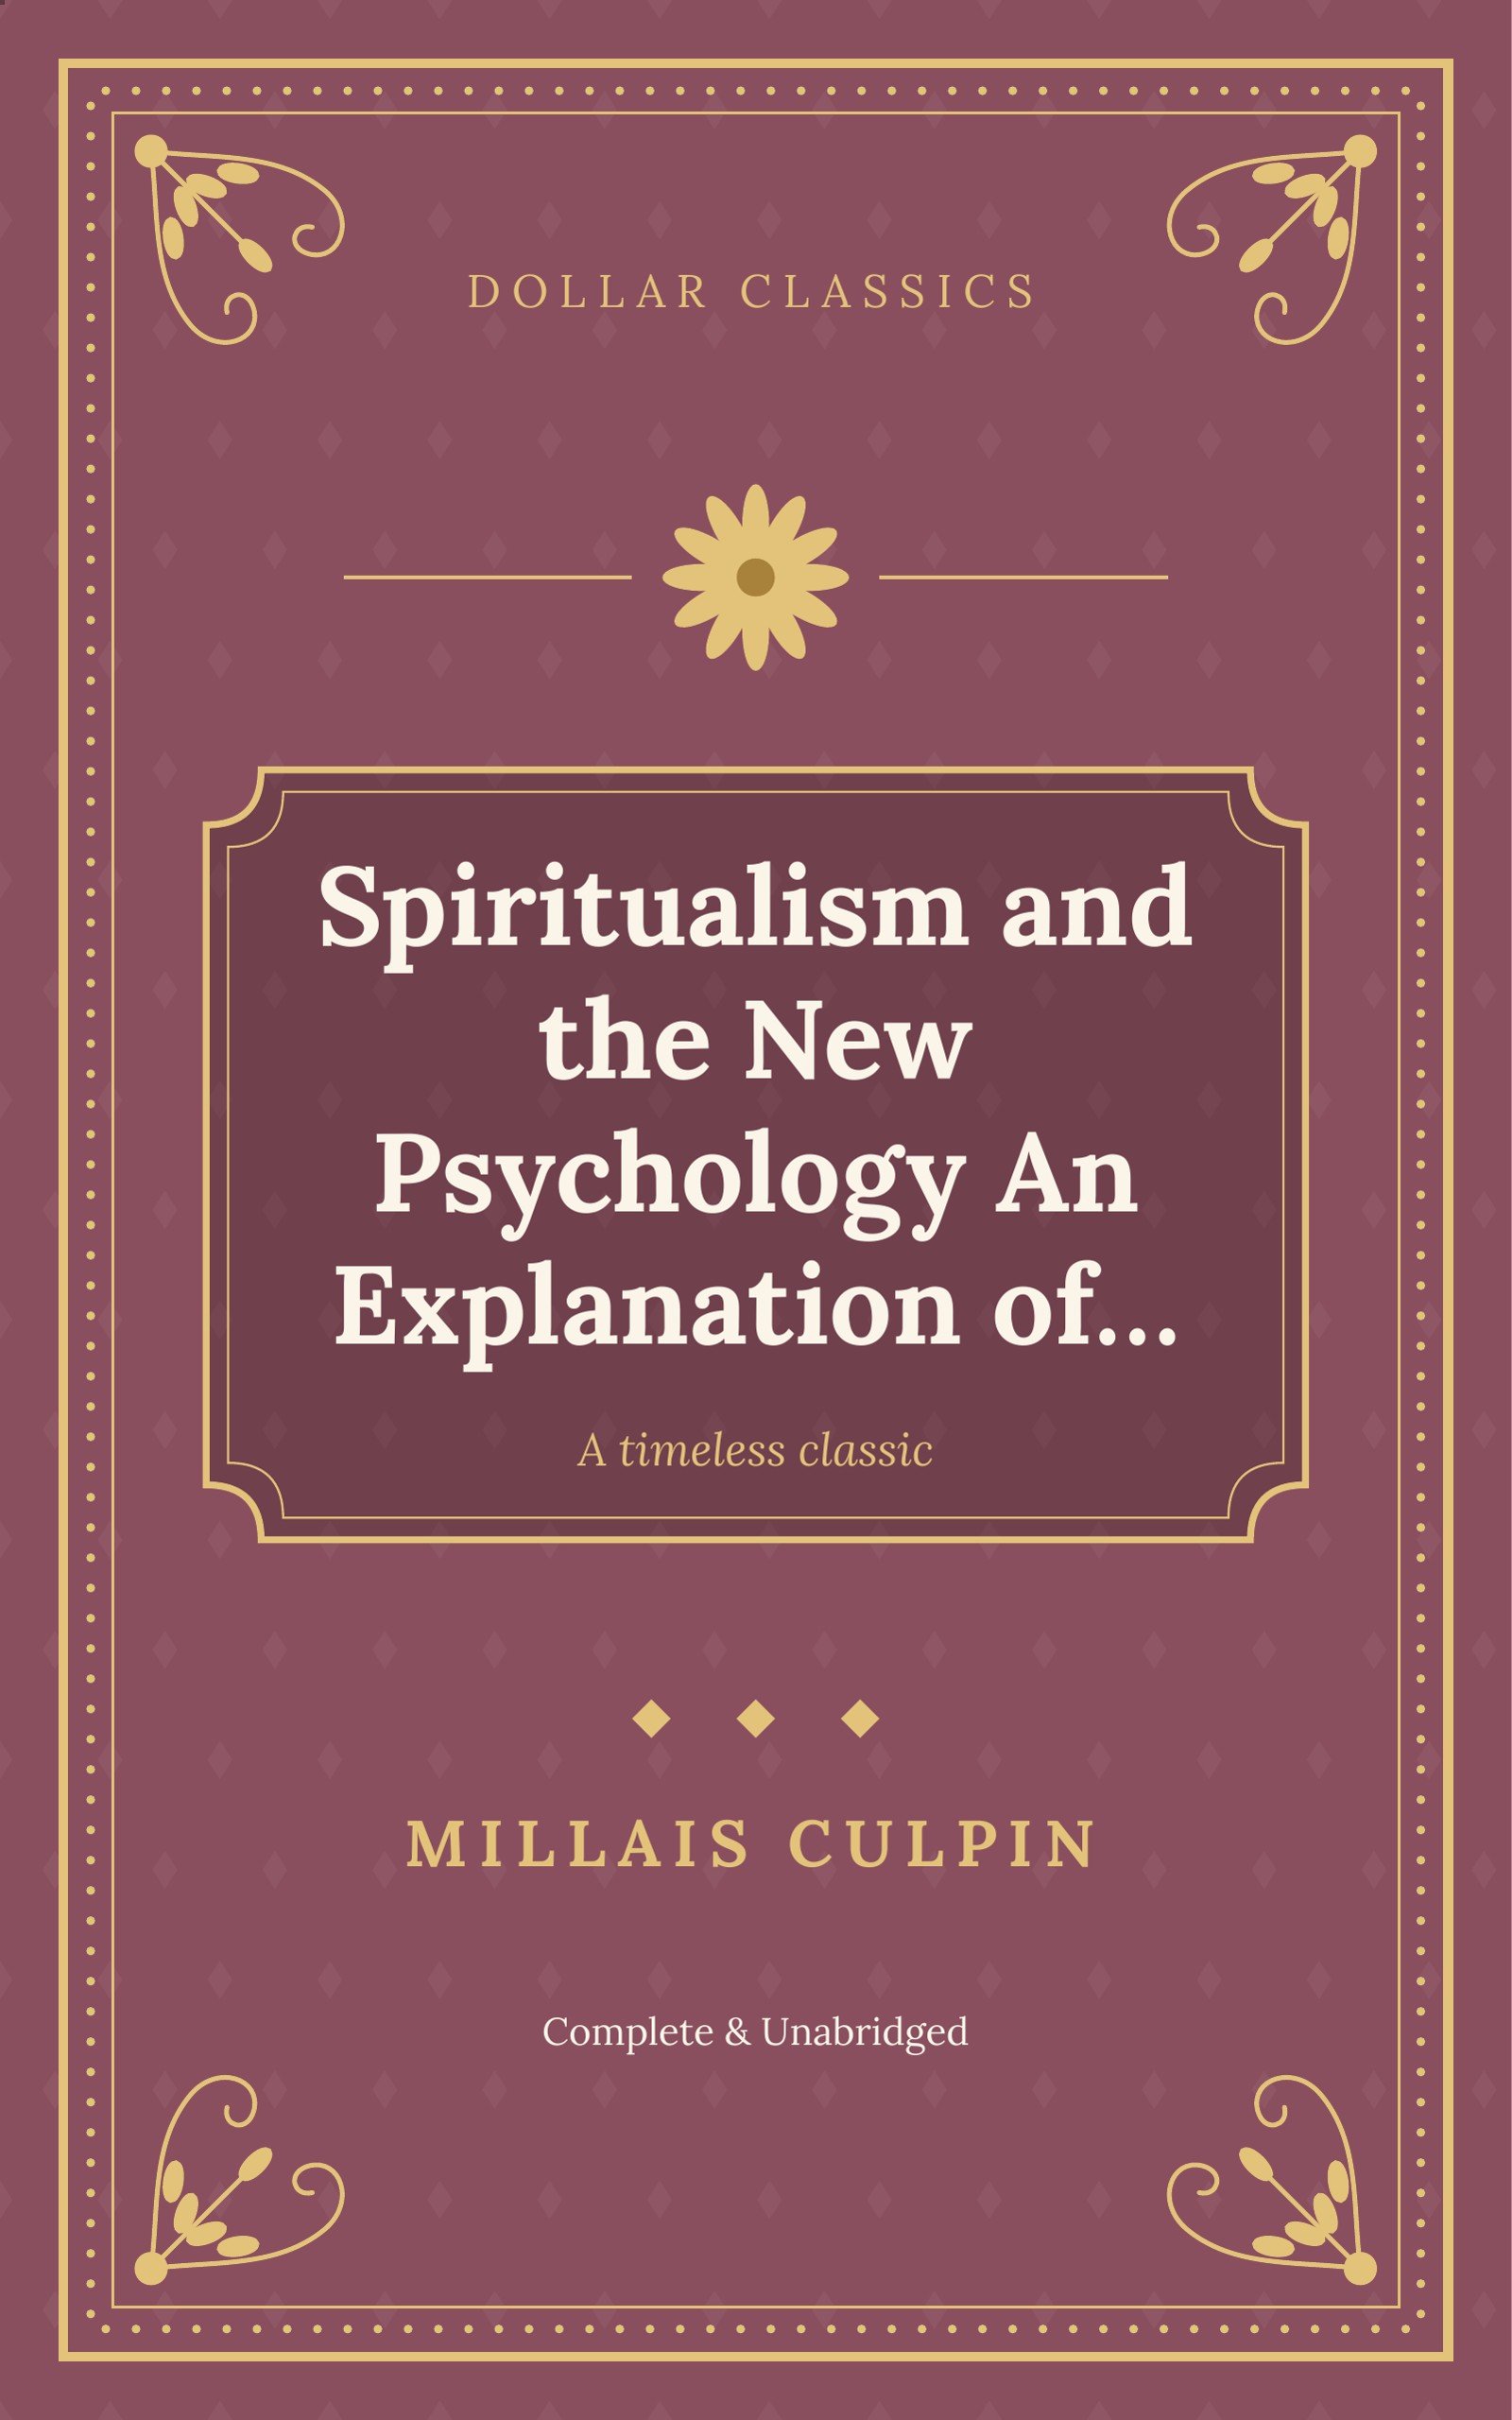 DOLLAR CLASSICS
Spiritualism and
the New
Psychology An
Explanation of...
A timeless classic
MILLAIS CULPIN
Complete & Unabridged